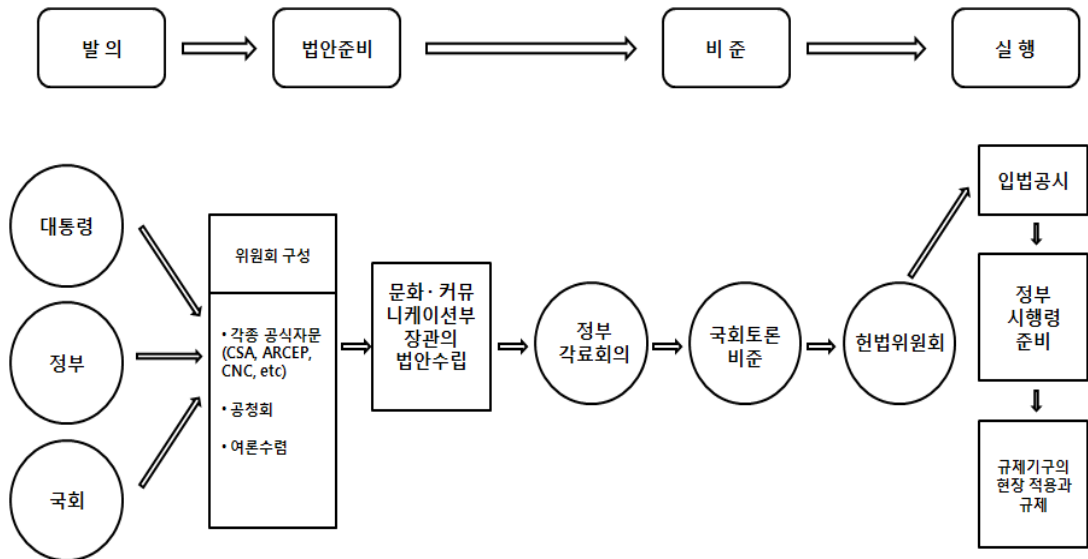 발 의
법안준비
비 준
실 행
대통령
정부
국회
위원회 구성
• 각종 공식자문
(CSA, ARCEP,
CNC, etc)
• 공청회
• 여론수렴
문화 · 커뮤
니케이션부
장관의
법안수립
정부
각료회의
국회토론
비준
헌법위원회
입법공시
정부
시행령
준비
규제기구의
현장 적용과
규제